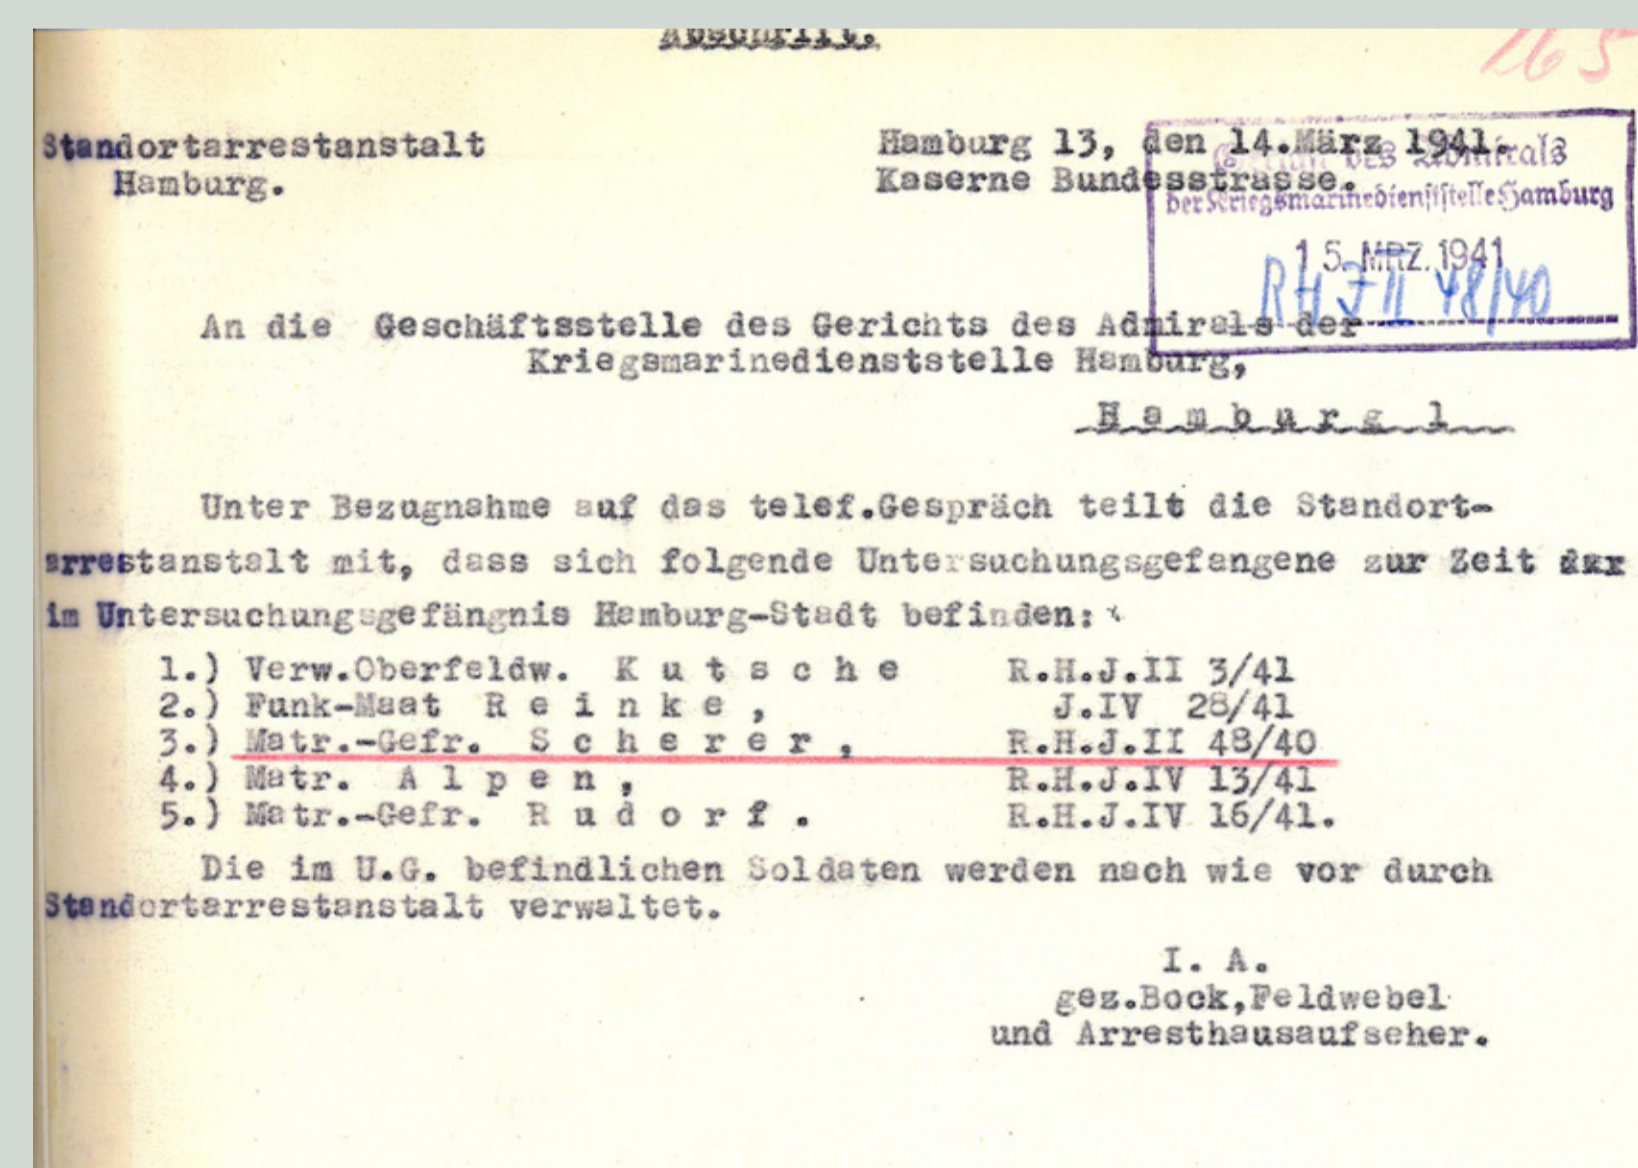 Abschrift.
165
Standortarrestanstalt
Hamburg.
Hamburg 13, den 14.März 1941.
Kaserne Bundesstrasse.
Gericht des Admirals
der Kriegsmarinedienststelle Hamburg
15. MRZ. 1941
RHJ II 48/40
An die Geschäftsstelle des Gerichts des Admirals der
Kriegsmarinedienststelle Hamburg,
H a m b u r g 1
Unter Bezugnahme auf das telef.Gespräch teilt die Standort-
arrestanstalt mit, dass sich folgende Untersuchungsgefangene zur Zeit
im Untersuchungsgefängnis Hamburg-Stadt befinden:
1.) Verw.Oberfeldw. K u t s c h e R.H.J.II 3/41
2.) Funk-Maat R e i n k e , J.IV 28/41
3.) Matr.-Gefr. S c h e r e r , R.H.J.II 48/40
4.) Matr. A l p e n , R.H.J.IV 13/41
5.) Matr.-Gefr. R u d o r f . R.H.J.IV 16/41.
Die im U.G. befindlichen Soldaten werden nach wie vor durch
Standortarrestanstalt verwaltet.
I. A.
gez.Bock,Feldwebel
und Arresthausaufseher.